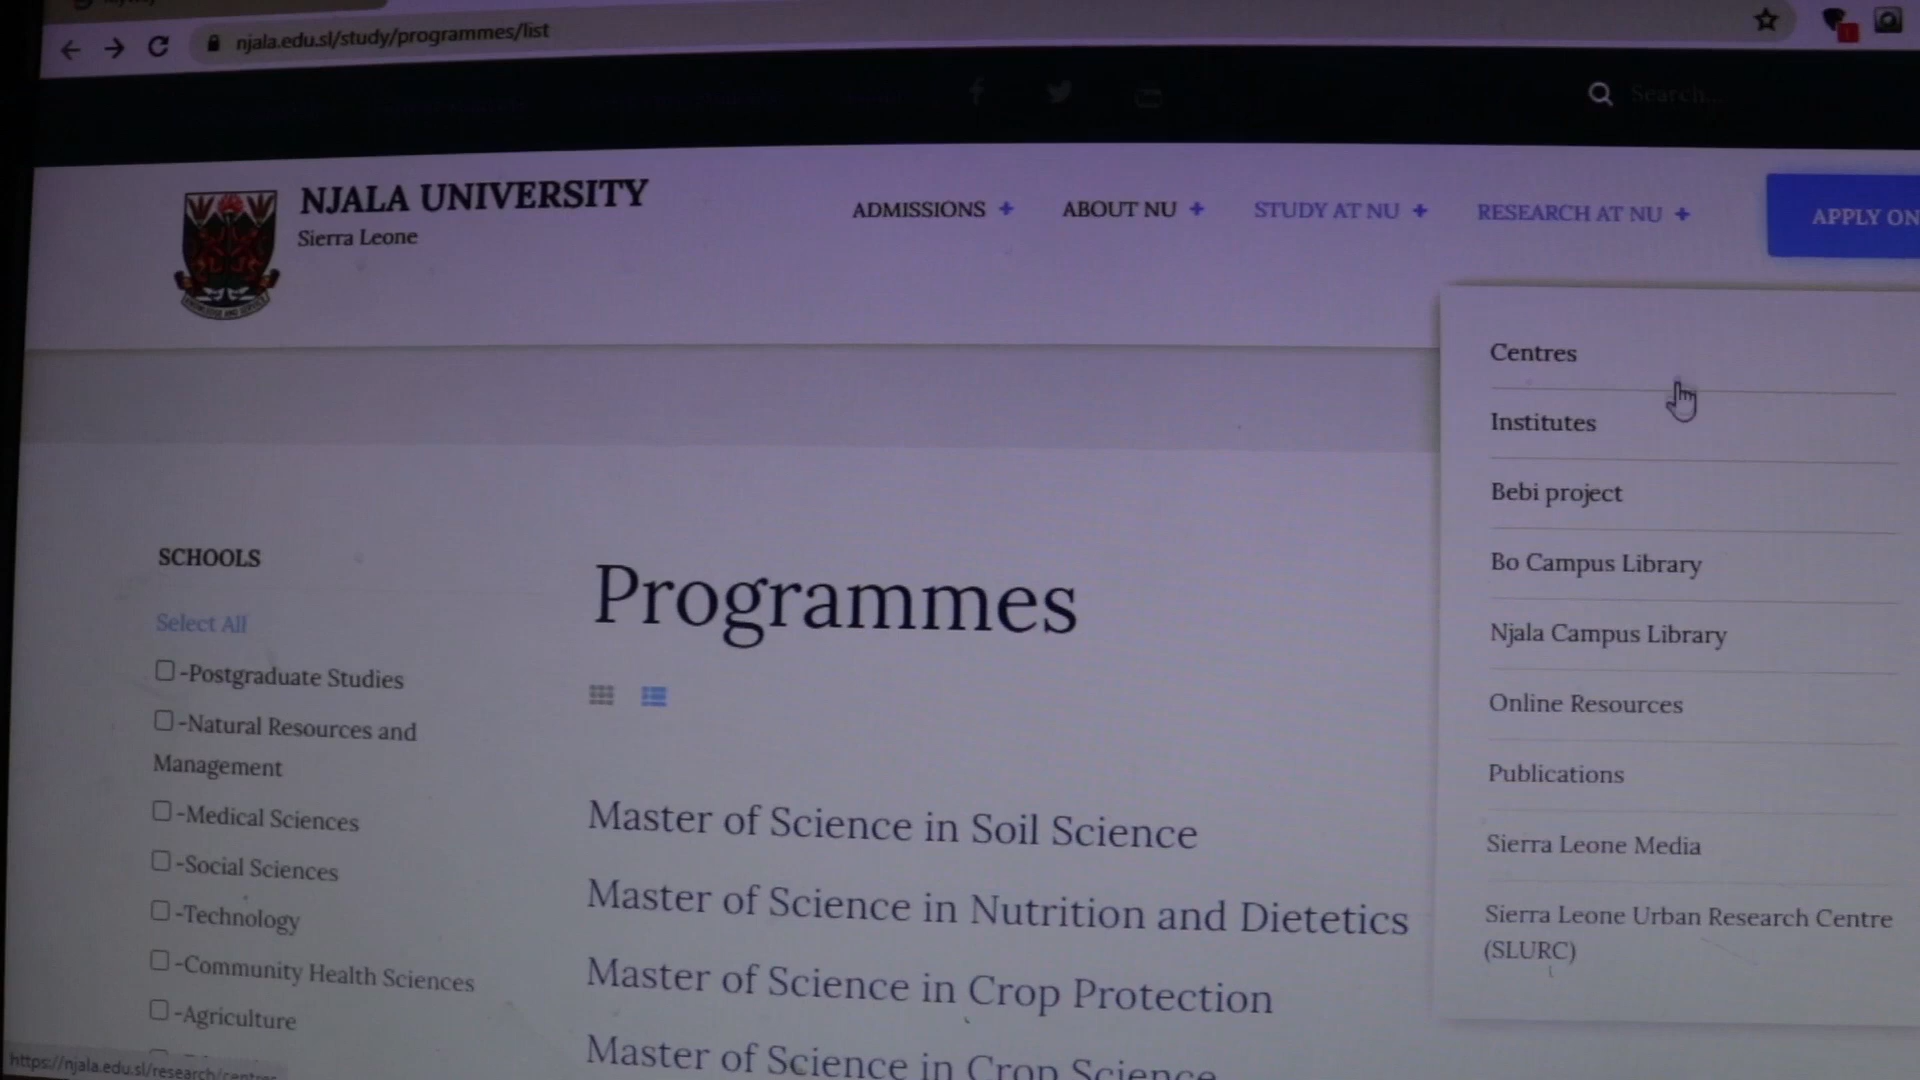 njala.edu.sl/study/programmes/list
Search...
NJALA UNIVERSITY
Sierra Leone
ADMISSIONS +
ABOUT NU +
STUDY AT NU +
RESEARCH AT NU +
APPLY ON
Centres
Institutes
Bebi project
Bo Campus Library
Njala Campus Library
Online Resources
Publications
Sierra Leone Media
Sierra Leone Urban Research Centre
(SLURC)
SCHOOLS
Select All
-Postgraduate Studies
-Natural Resources and
Management
-Medical Sciences
-Social Sciences
-Technology
-Community Health Sciences
-Agriculture
Programmes
Master of Science in Soil Science
Master of Science in Nutrition and Dietetics
Master of Science in Crop Protection
Master of Science in Crop Science
https://njala.edu.sl/research/centres